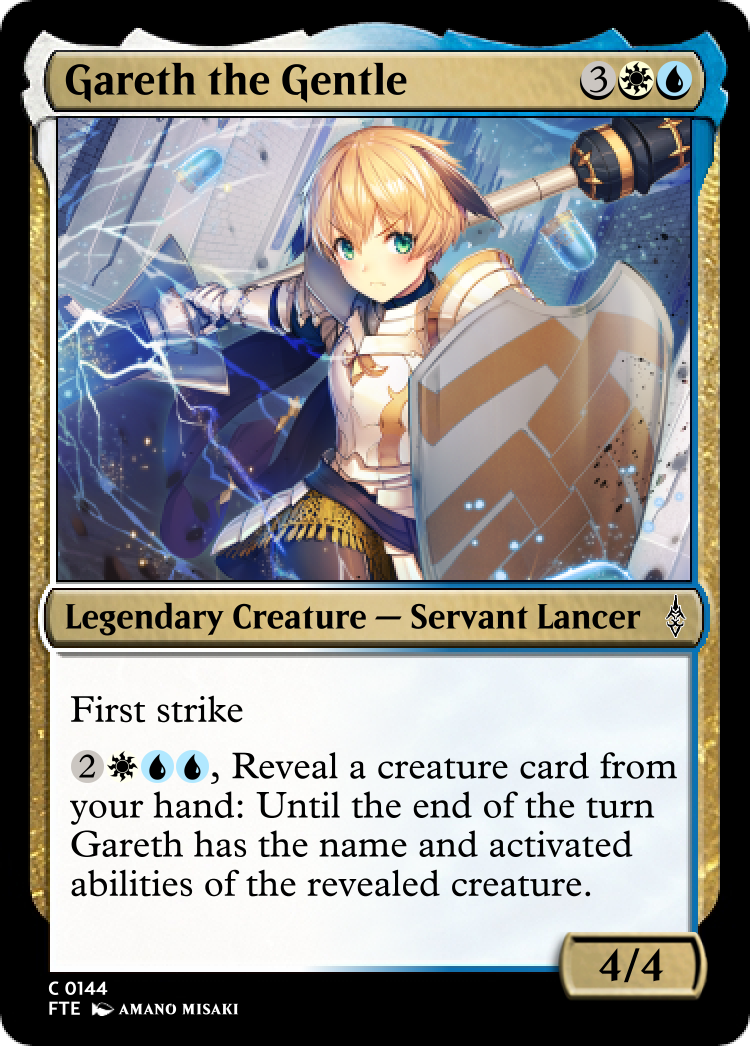 Gareth the Gentle 3
Legendary Creature — Servant Lancer
First strike
2, Reveal a creature card from
your hand: Until the end of the turn
Gareth has the name and activated
abilities of the revealed creature.
4/4
C 0144
FTE AMANO MISAKI